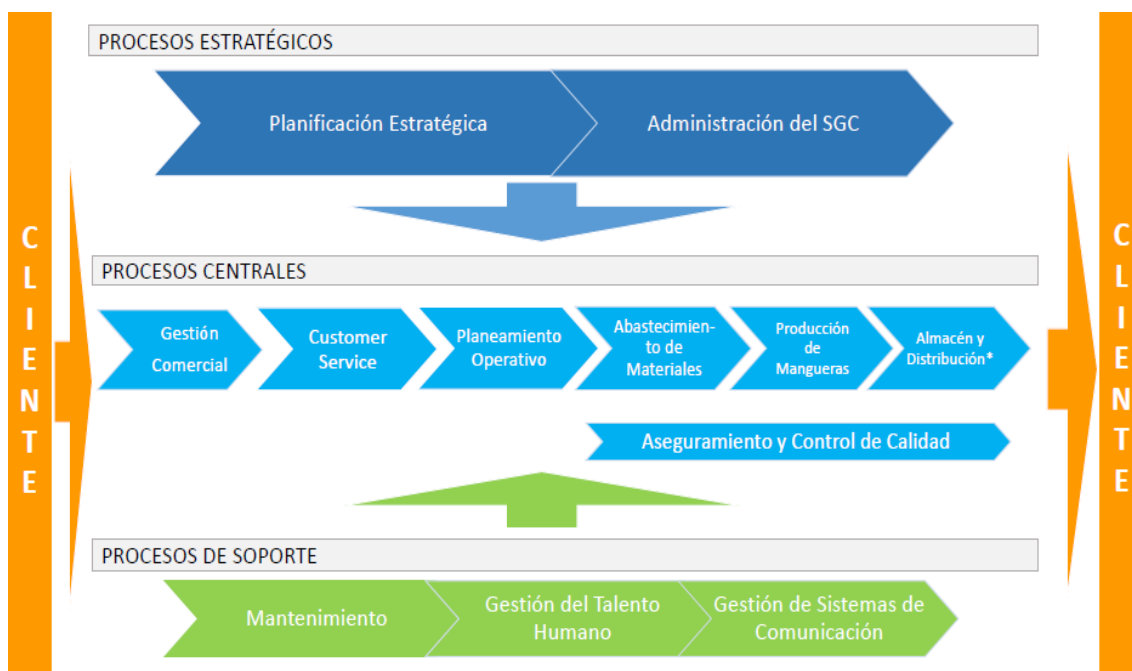 PROCESOS ESTRATÉGICOS
Planificación Estratégica
Administración del SGC
C
L
I
E
N
T
E
PROCESOS CENTRALES
Gestión
Comercial
Customer
Service
Planeamiento
Operativo
Abastecimien-
to de
Materiales
Producción
de
Mangueras
Almacén y
Distribución*
Aseguramiento y Control de Calidad
PROCESOS DE SOPORTE
Mantenimiento
Gestión del Talento
Humano
Gestión de Sistemas de
Comunicación
C
L
I
E
N
T
E